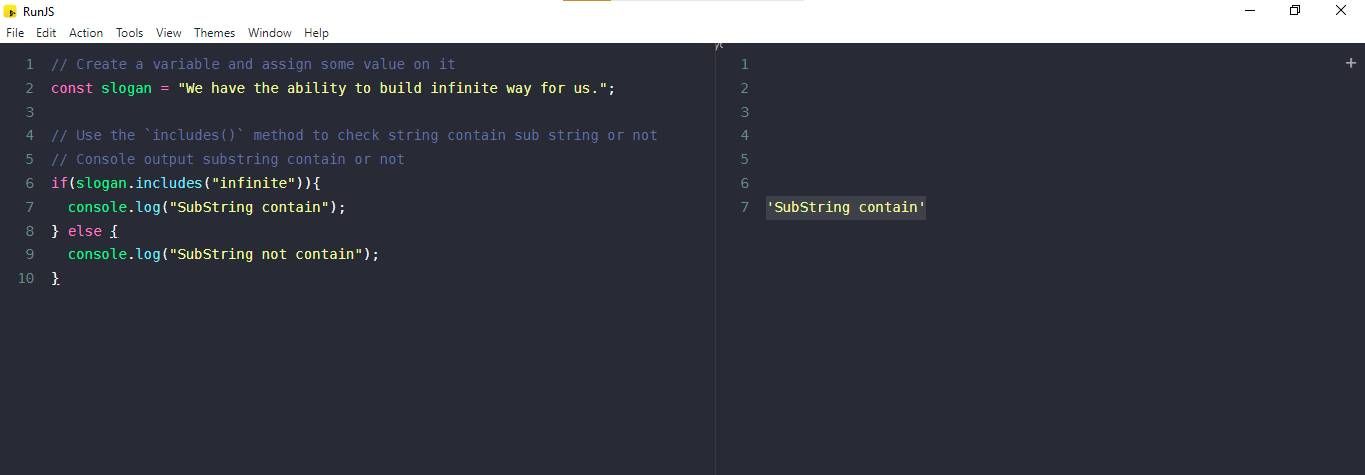 RunJS
File Edit Action Tools View Themes Window Help
1 // Create a variable and assign some value on it
2 const slogan = "We have the ability to build infinite way for us.";
3
4 // Use the `includes()` method to check string contain sub string or not
5 // Console output substring contain or not
6 if(slogan.includes("infinite")){
7 console.log("SubString contain");
8 } else {
9 console.log("SubString not contain");
10 }
1
2
3
4
5
6
7 'SubString contain'